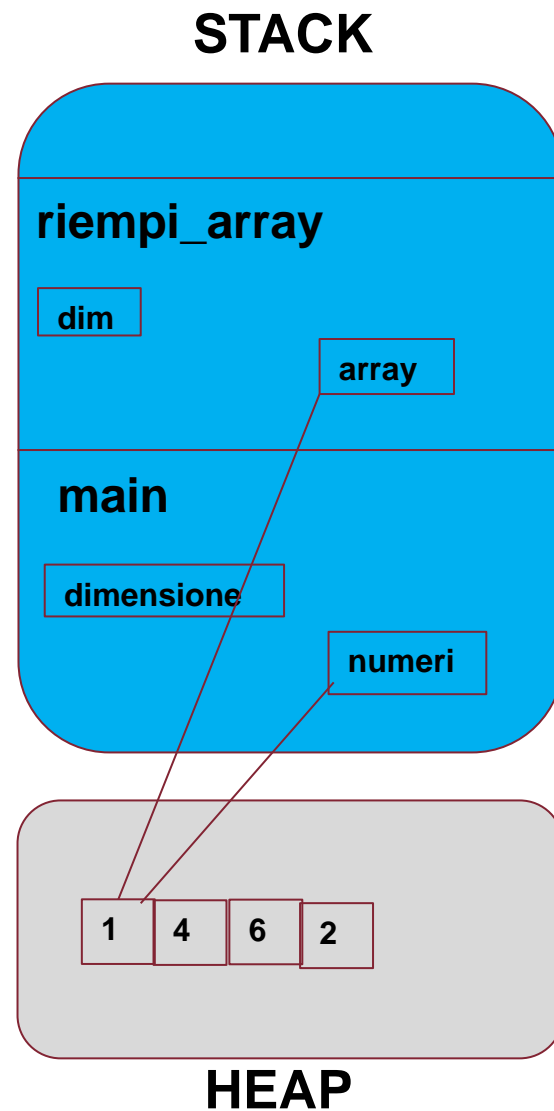 STACK
riempi_array
dim
array
main
dimensione
numeri
1 4 6 2
HEAP